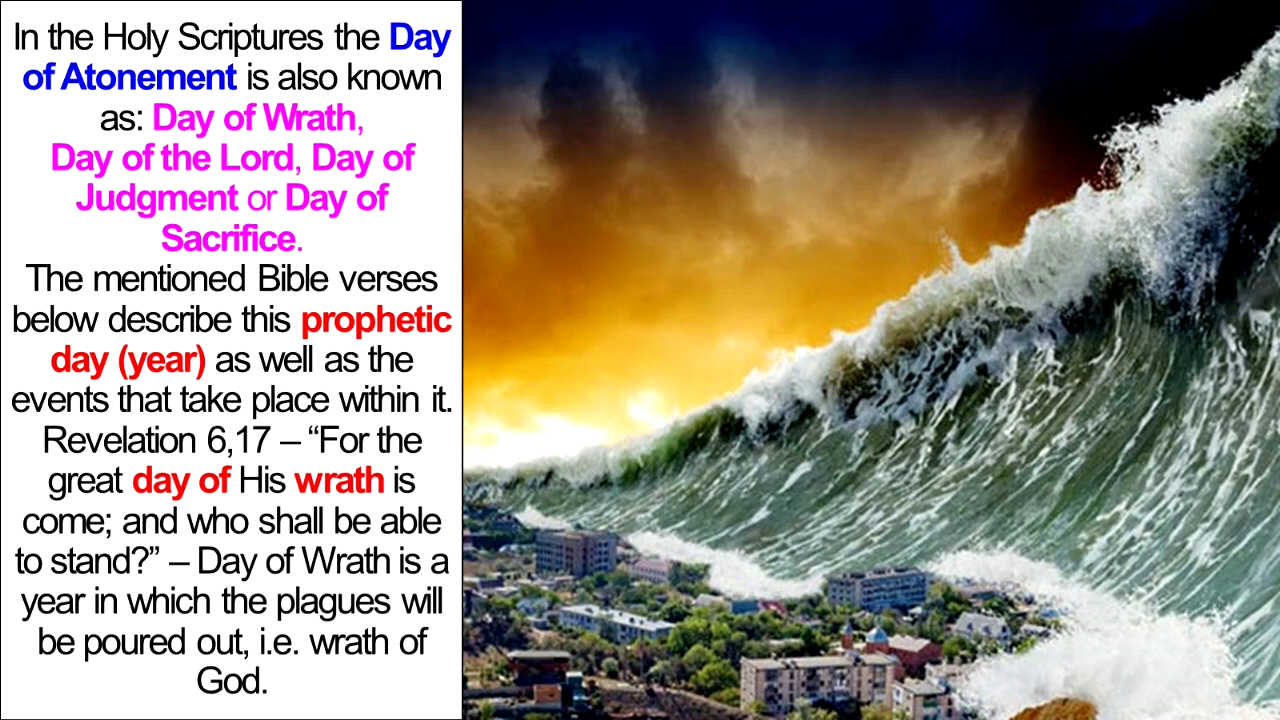 In the Holy Scriptures the Day
of Atonement is also known
as: Day of Wrath,
Day of the Lord, Day of
Judgment or Day of
Sacrifice.
The mentioned Bible verses
below describe this prophetic
day (year) as well as the
events that take place within it.
Revelation 6,17 – “For the
great day of His wrath is
come; and who shall be able
to stand?” – Day of Wrath is a
year in which the plagues will
be poured out, i.e. wrath of
God.